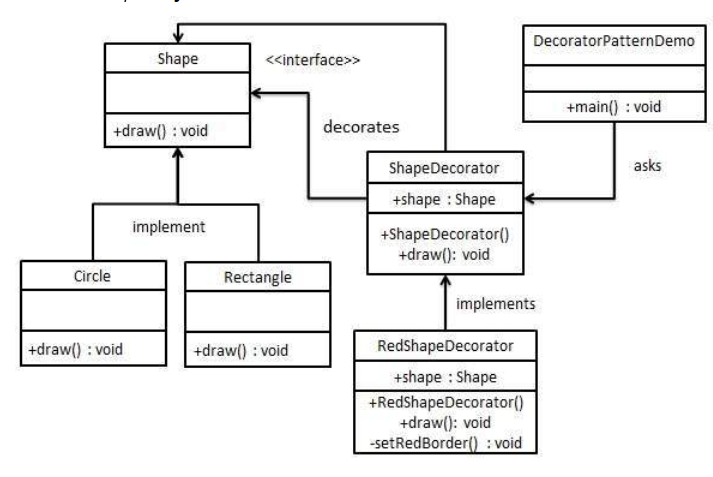 Shape
<<interface>>
+draw() : void
DecoratorPatternDemo
+main() : void
decorates
asks
ShapeDecorator
+shape : Shape
+ShapeDecorator()
+draw(): void
implement
Circle
+draw() : void
Rectangle
+draw() : void
implements
RedShapeDecorator
+shape : Shape
+RedShapeDecorator()
+draw(): void
-setRedBorder() : void